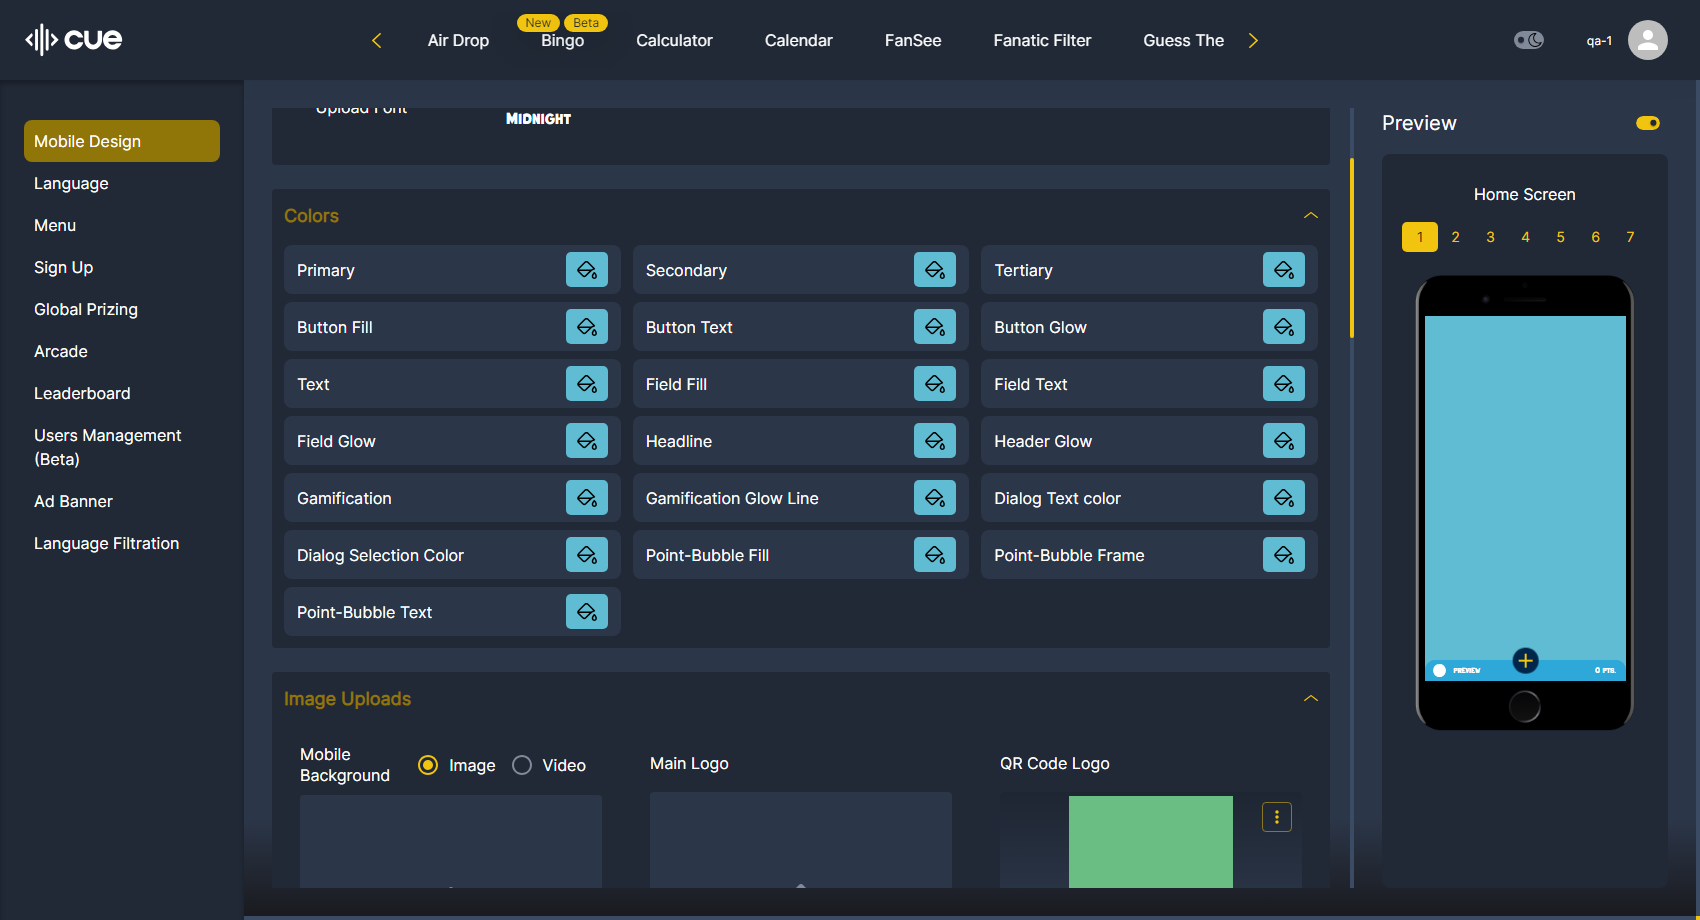 cue
Air Drop
New
Beta
Bingo
Calculator
Calendar
FanSee
Fanatic Filter
Guess The
qa-1
Mobile Design
Language
Menu
Sign Up
Global Prizing
Arcade
Leaderboard
Users Management
(Beta)
Ad Banner
Language Filtration
Upload Font
MIDNIGHT
Colors
Primary
Secondary
Tertiary
Button Fill
Button Text
Button Glow
Text
Field Fill
Field Text
Field Glow
Headline
Header Glow
Gamification
Gamification Glow Line
Dialog Text color
Dialog Selection Color
Point-Bubble Fill
Point-Bubble Frame
Point-Bubble Text
Image Uploads
Mobile
Background
Image
Video
Main Logo
QR Code Logo
Preview
Home Screen
1 2 3 4 5 6 7
PREVIEW
0 PTS.